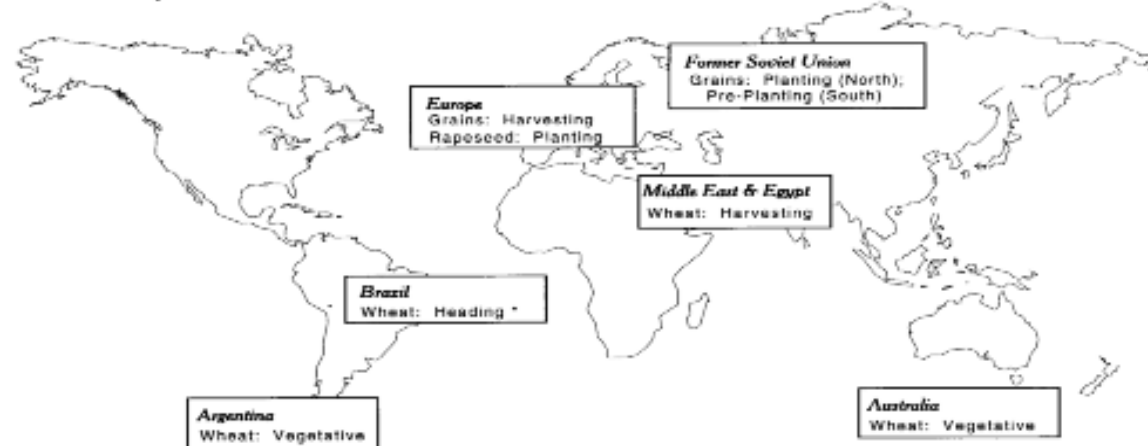 Former Soviet Union
Grains: Planting (North);
Pre-Planting (South)
Europe
Grains: Harvesting
Rapeseed: Planting
Middle East & Egypt
Wheat: Harvesting
Brazil
Wheat: Heading *
Argentina
Wheat: Vegetative
Australia
Wheat: Vegetative